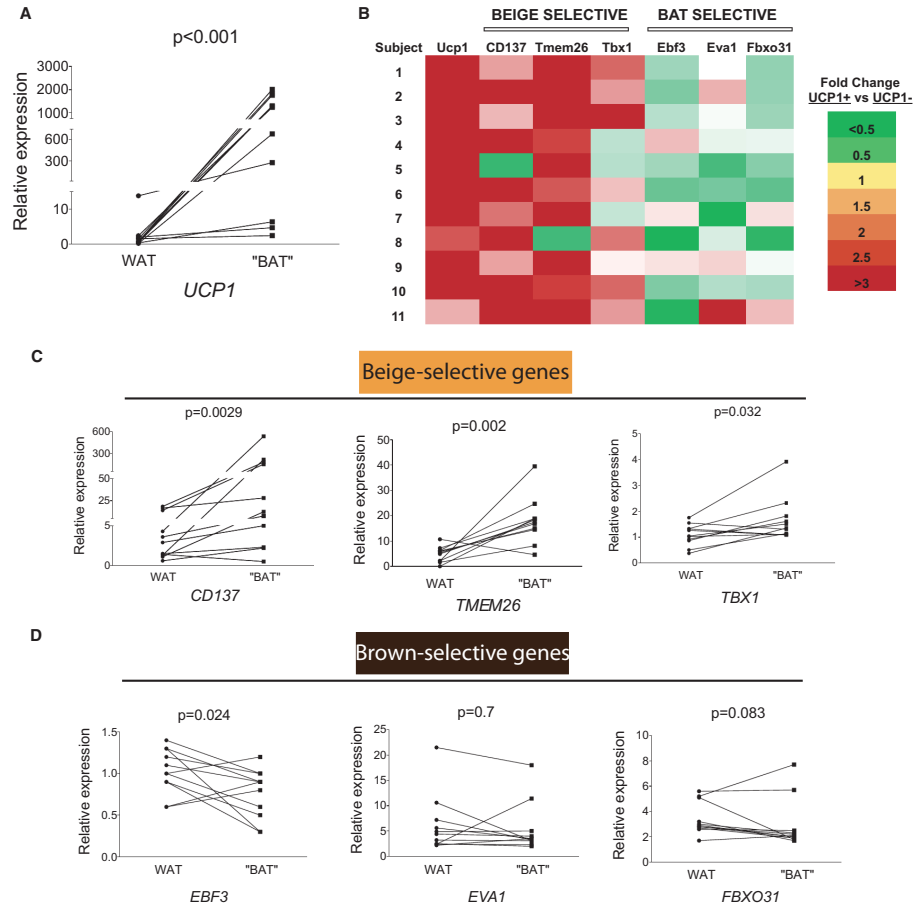 A
p<0.001
Relative expression
3000
2000
1000
600
300
10
0
WAT
"BAT"
UCP1
B
BEIGE SELECTIVE
BAT SELECTIVE
Subject Ucp1 CD137 Tmem26 Tbx1 Ebf3 Eva1 Fbxo31
1
2
3
4
5
6
7
8
9
10
11
Fold Change
UCP1+ vs UCP1-
<0.5
0.5
1
1.5
2
2.5
>3
C
Beige-selective genes
p=0.0029
Relative expression
600
300
50
25
5
0
WAT
"BAT"
CD137
p=0.002
Relative expression
50
40
30
20
10
0
WAT
"BAT"
TMEM26
p=0.032
Relative expression
5
4
3
2
1
0
WAT
"BAT"
TBX1
D
Brown-selective genes
p=0.024
Relative expression
1.5
1.0
0.5
0.0
WAT
"BAT"
EBF3
p=0.7
Relative expression
25
20
15
10
5
0
WAT
"BAT"
EVA1
p=0.083
Relative expression
10
8
6
4
2
0
WAT
"BAT"
FBXO31